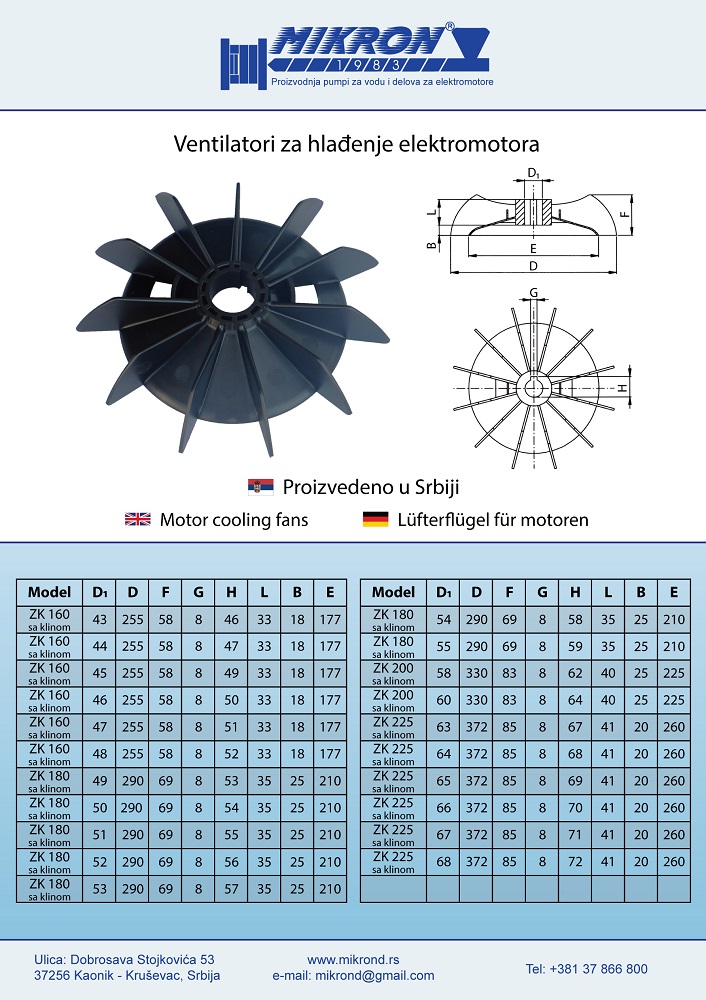 MIKRON®
1983
Proizvodnja pumpi za vodu i delova za elektromotore
Ventilatori za hlađenje elektromotora
D1
L
B
F
E
D
G
H
Proizvedeno u Srbiji
Motor cooling fans
Lüfterflügel für motoren
Model D1 D F G H L B E
ZK 160 sa klinom 43 255 58 8 46 33 18 177
ZK 160 sa klinom 44 255 58 8 47 33 18 177
ZK 160 sa klinom 45 255 58 8 49 33 18 177
ZK 160 sa klinom 46 255 58 8 50 33 18 177
ZK 160 sa klinom 47 255 58 8 51 33 18 177
ZK 160 sa klinom 48 255 58 8 52 33 18 177
ZK 180 sa klinom 49 290 69 8 53 35 25 210
ZK 180 sa klinom 50 290 69 8 54 35 25 210
ZK 180 sa klinom 51 290 69 8 55 35 25 210
ZK 180 sa klinom 52 290 69 8 56 35 25 210
ZK 180 sa klinom 53 290 69 8 57 35 25 210
Model D1 D F G H L B E
ZK 180 sa klinom 54 290 69 8 58 35 25 210
ZK 180 sa klinom 55 290 69 8 59 35 25 210
ZK 200 sa klinom 58 330 83 8 62 40 25 225
ZK 200 sa klinom 60 330 83 8 64 40 25 225
ZK 225 sa klinom 63 372 85 8 67 41 20 260
ZK 225 sa klinom 64 372 85 8 68 41 20 260
ZK 225 sa klinom 65 372 85 8 69 41 20 260
ZK 225 sa klinom 66 372 85 8 70 41 20 260
ZK 225 sa klinom 67 372 85 8 71 41 20 260
ZK 225 sa klinom 68 372 85 8 72 41 20 260
Ulica: Dobrosava Stojkovića 53
37256 Kaonik - Kruševac, Srbija
www.mikrond.rs
e-mail: mikrond@gmail.com
Tel: +381 37 866 800